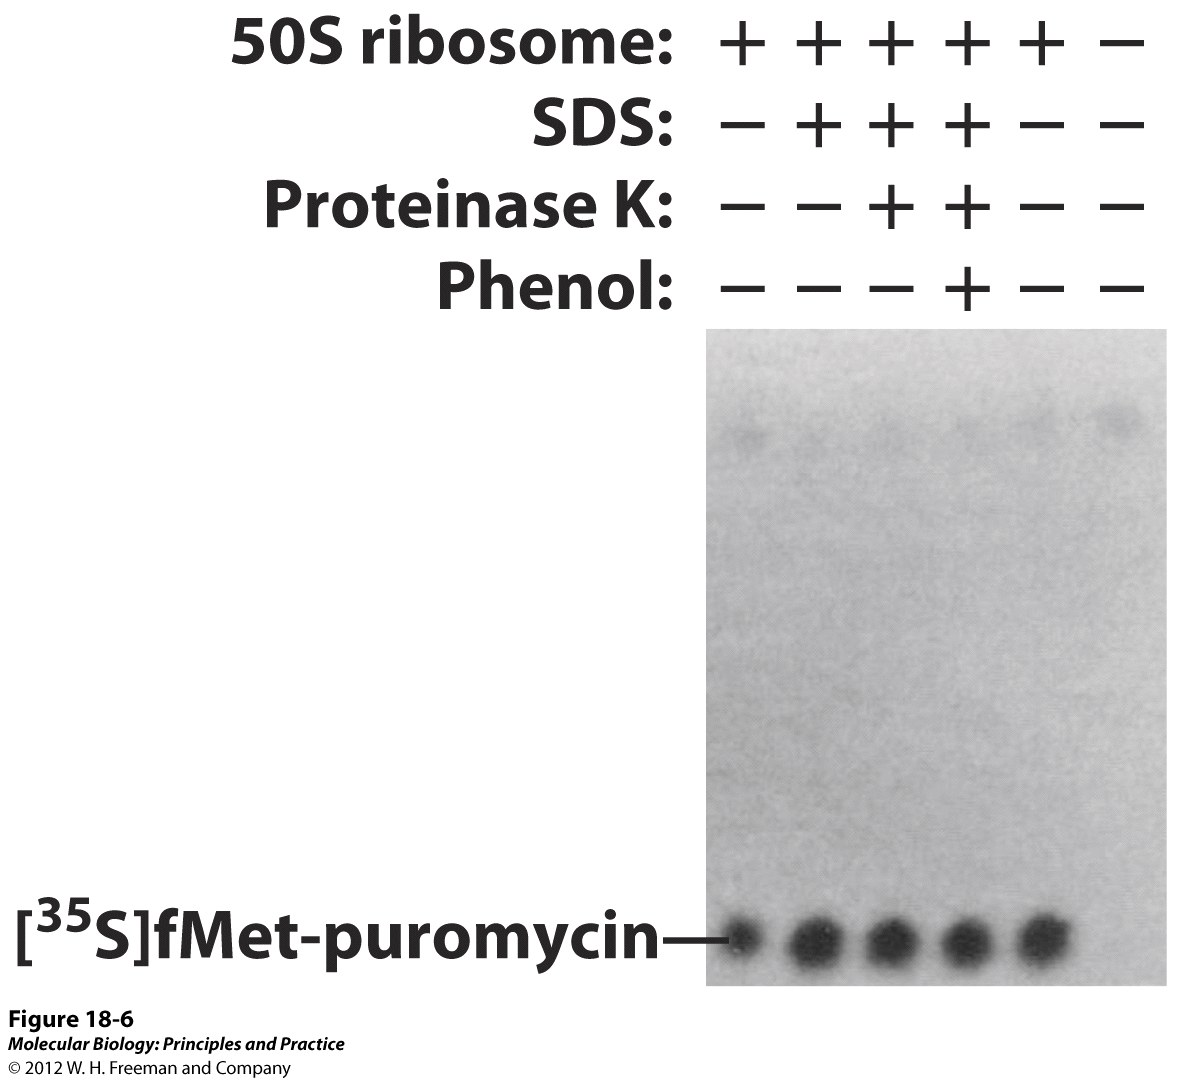 50S ribosome: + + + + + −
SDS: − + + + − −
Proteinase K: − − + + − −
Phenol: − − − + − −
[³⁵S]fMet-puromycin
Figure 18-6
Molecular Biology: Principles and Practice
© 2012 W. H. Freeman and Company